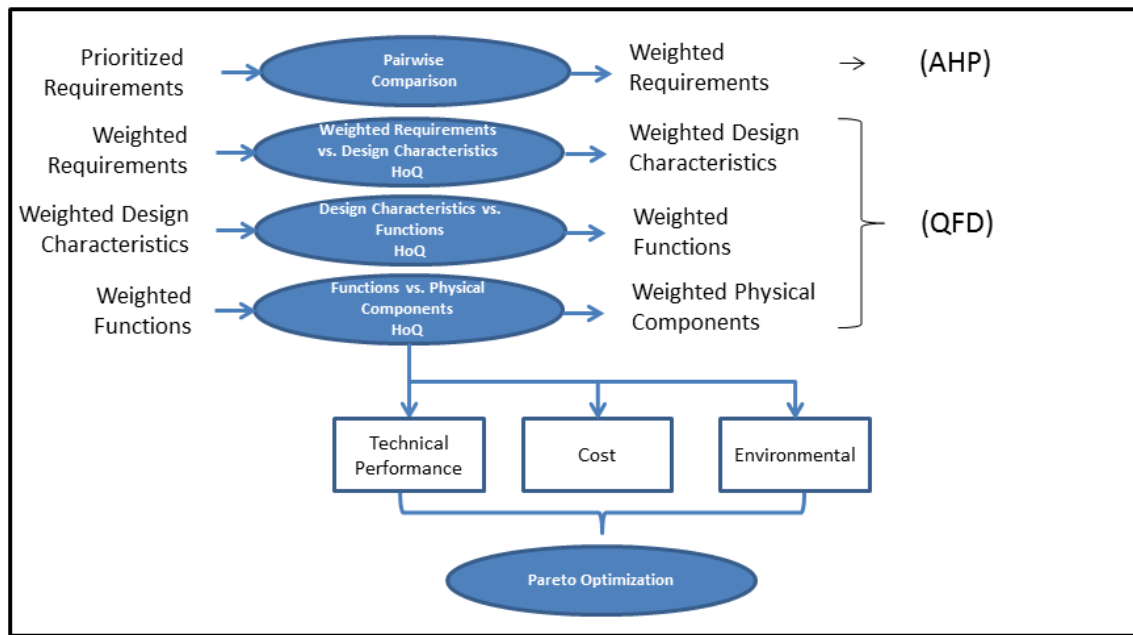 Prioritized
Requirements
Pairwise
Comparison
Weighted
Requirements
(AHP)
Weighted
Requirements
Weighted Requirements
vs. Design Characteristics
HoQ
Weighted Design
Characteristics
Weighted Design
Characteristics
Design Characteristics vs.
Functions
HoQ
Weighted
Functions
(QFD)
Weighted
Functions
Functions vs. Physical
Components
HoQ
Weighted Physical
Components
Technical
Performance
Cost
Environmental
Pareto Optimization